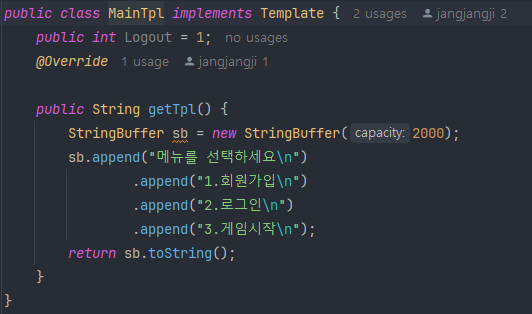 public class MainTpl implements Template { 2 usages jangjangji 2
public int Logout = 1; no usages
@Override 1 usage jangjangji 1
public String getTpl() {
StringBuffer sb = new StringBuffer( capacity: 2000);
sb.append("메뉴를 선택하세요\n")
.append("1.회원가입\n")
.append("2.로그인\n")
.append("3.게임시작\n");
return sb.toString();
}
}